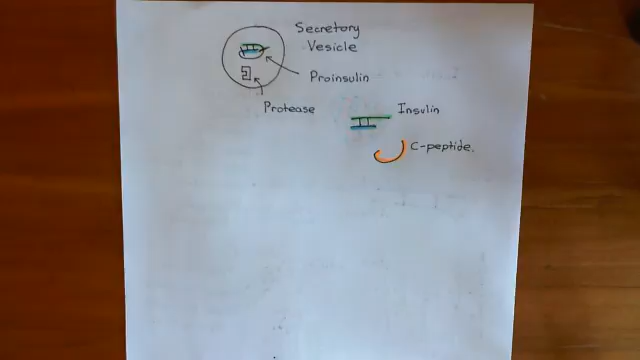 Secretory
Vesicle
Proinsulin
Protease
Insulin
C-peptide.